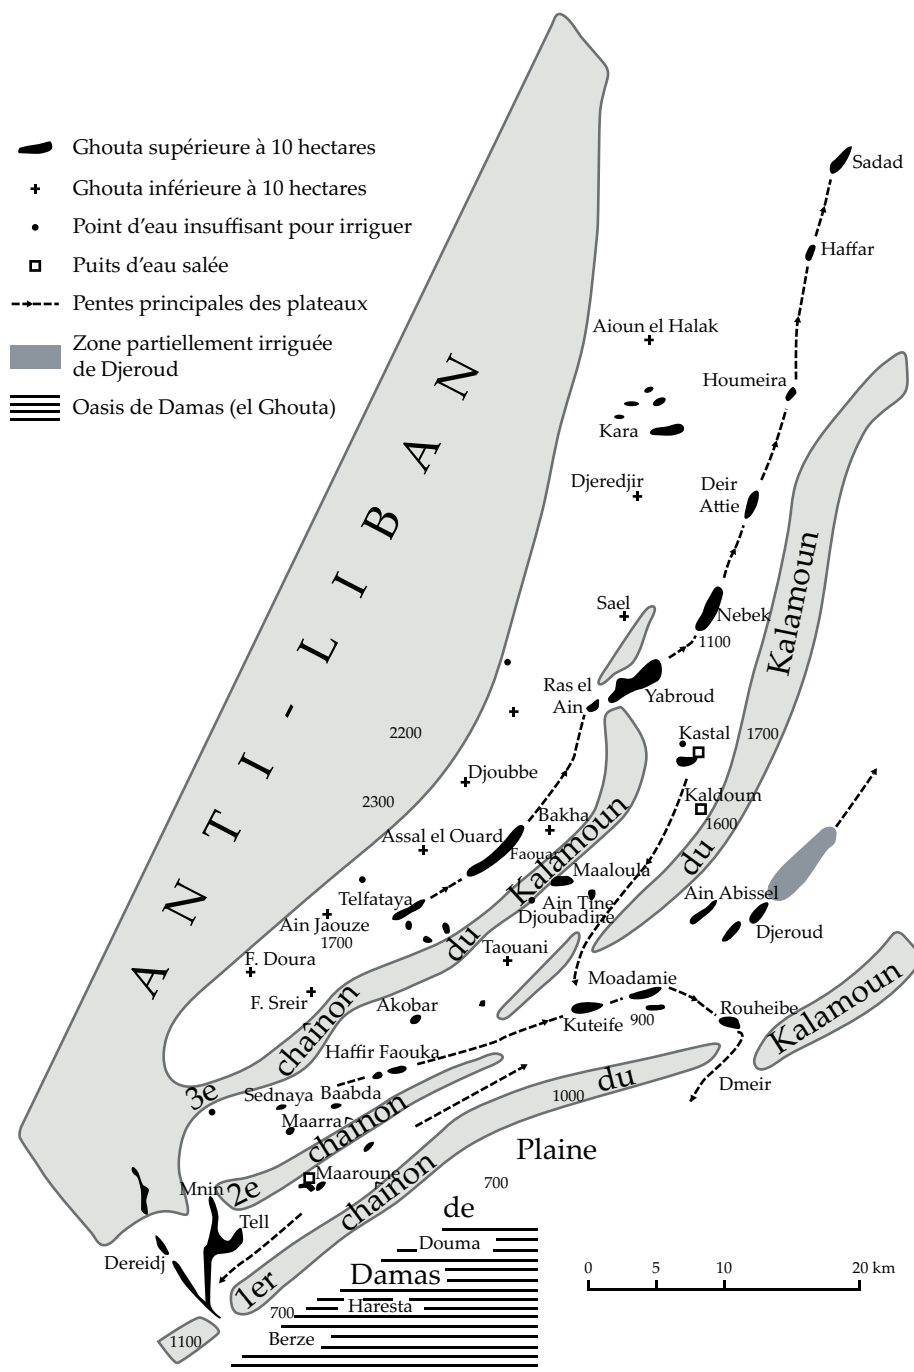 Ghouta supérieure à 10 hectares
Ghouta inférieure à 10 hectares
Point d'eau insuffisant pour irriguer
Puits d'eau salée
Pentes principales des plateaux
Zone partiellement irriguée
de Djeroud
Oasis de Damas (el Ghouta)
ANTI-LIBAN
Sadad
Haffar
Aioun el Halak
Houmeira
Kara
Djeredjir
Deir
Attie
Sael
Nebek
1100
Kalamoun
Ras el
Ain
Yabroud
2200
Kastal
1700
Djoubbe
2300
Kaldoum
Bakha
1600
Assal el Ouard
Faouar
Kalamoun
du
Maaloula
Telfataya
Ain Tine
Ain Abissel
Djoubadine
Ain Jaouze
1700
du
Djeroud
F. Doura
Taouani
Moadamie
F. Sreir
Akobar
Kuteife
900
Rouheibe
Kalamoun
chaînon
Haffir Faouka
3e
Sednaya
Baabda
du
Dmeir
1000
Maarra
chaînon
Plaine
Maaroune
Mnin
2e
chaînon
700
de
Tell
Douma
Dereidj
1er
Damas
0
5
10
20 km
700
Haresta
1100
Berze